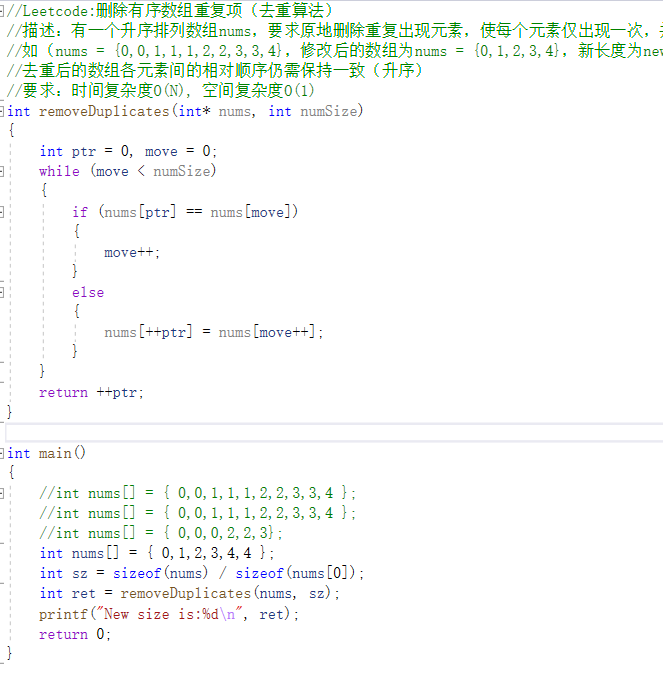 //Leetcode:删除有序数组重复项（去重算法）
//描述：有一个升序排列数组nums，要求原地删除重复出现元素，使每个元素仅出现一次，
//如（nums = {0,0,1,1,1,2,2,3,3,4}，修改后的数组为nums = {0,1,2,3,4}，新长度为new
//去重后的数组各元素间的相对顺序仍需保持一致（升序）
//要求：时间复杂度O(N)，空间复杂度O(1)
int removeDuplicates(int* nums, int numSize)
{
    int ptr = 0, move = 0;
    while (move < numSize)
    {
        if (nums[ptr] == nums[move])
        {
            move++;
        }
        else
        {
            nums[++ptr] = nums[move++];
        }
    }
    return ++ptr;
}
int main()
{
    //int nums[] = { 0,0,1,1,1,2,2,3,3,4 };
    //int nums[] = { 0,0,1,1,1,2,2,3,3,4 };
    //int nums[] = { 0,0,0,2,2,3};
    int nums[] = { 0,1,2,3,4,4 };
    int sz = sizeof(nums) / sizeof(nums[0]);
    int ret = removeDuplicates(nums, sz);
    printf("New size is:%d\n", ret);
    return 0;
}